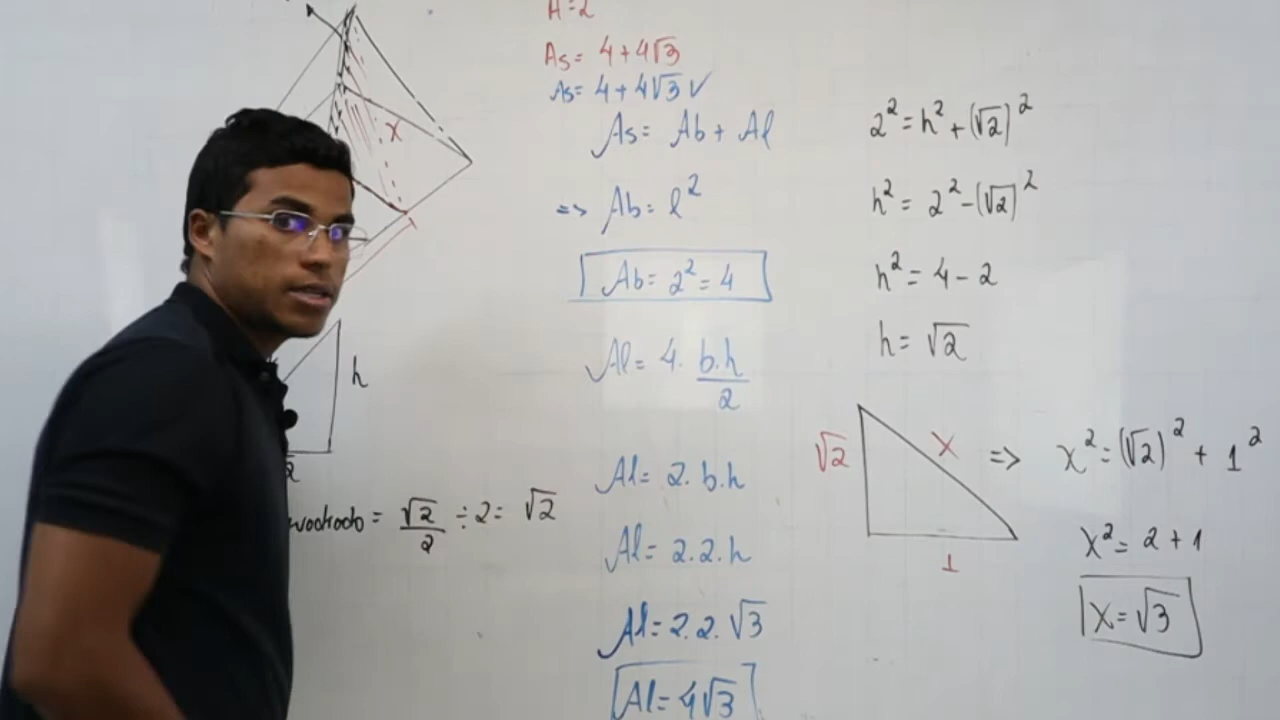 H=2
As= 4+4√3
As= 4+4√3 ✓
As= Ab + Al
=> Ab= l²
Ab= 2² = 4
Al= 4. b.h/2
Al= 2. b.h
Al= 2.2.h
Al= 2.2.√3
Al= 4√3
2² = h² + (√2)²
h² = 2² - (√2)²
h² = 4 - 2
h = √2
√2
x
1
=> x² = (√2)² + 1²
x² = 2 + 1
x = √3
x
1
h
2
= √2/2 ÷ 2 = √2